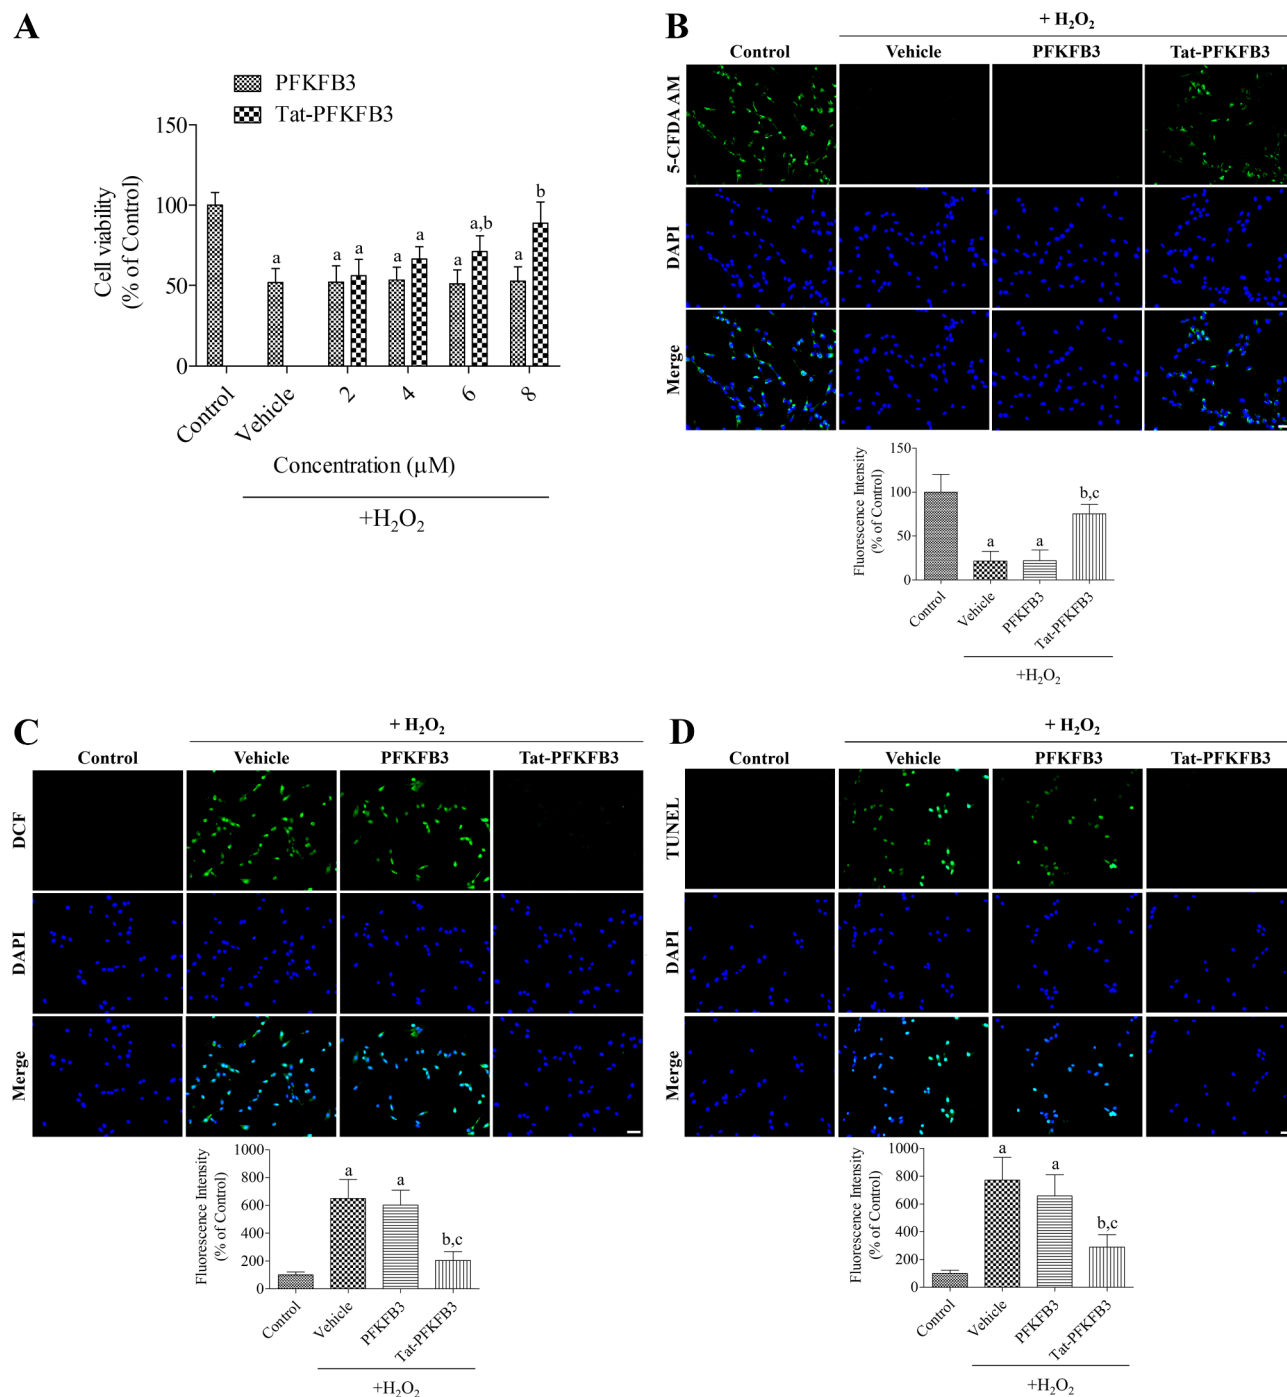 A
PFKFB3
Tat-PFKFB3
Cell viability
(% of Control)
150
100
50
0
a
a
a
a
a
a
a,b
a
b
Control
Vehicle
2
4
6
8
Concentration (μM)
+H₂O₂
B
+ H₂O₂
Control
Vehicle
PFKFB3
Tat-PFKFB3
5-CFDA AM
DAPI
Merge
Fluorescence Intensity
(% of Control)
150
100
50
0
a
a
b,c
Control
Vehicle
PFKFB3
Tat-PFKFB3
+H₂O₂
C
+ H₂O₂
Control
Vehicle
PFKFB3
Tat-PFKFB3
DCF
DAPI
Merge
Fluorescence Intensity
(% of Control)
1000
800
600
400
200
0
a
a
b,c
Control
Vehicle
PFKFB3
Tat-PFKFB3
+H₂O₂
D
+ H₂O₂
Control
Vehicle
PFKFB3
Tat-PFKFB3
TUNEL
DAPI
Merge
Fluorescence Intensity
(% of Control)
1000
800
600
400
200
0
a
a
b,c
Control
Vehicle
PFKFB3
Tat-PFKFB3
+H₂O₂